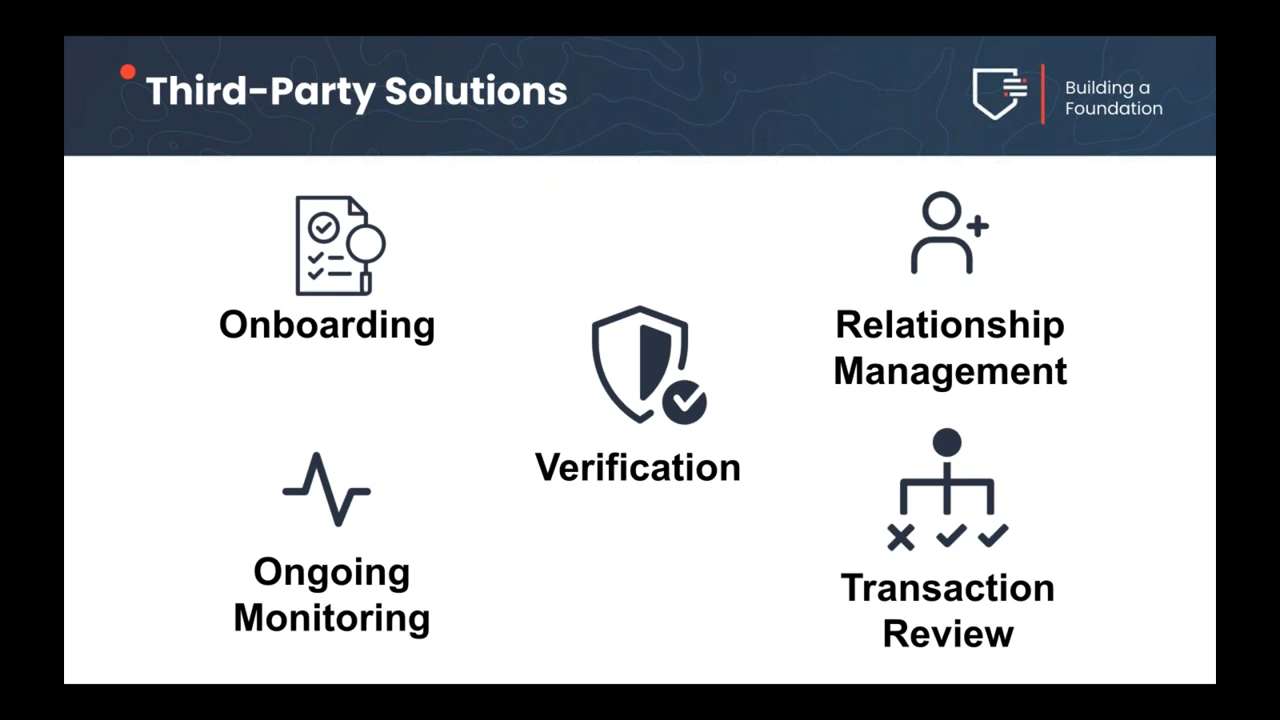 Third-Party Solutions
Building a
Foundation
Onboarding
Relationship
Management
Verification
Ongoing
Monitoring
Transaction
Review